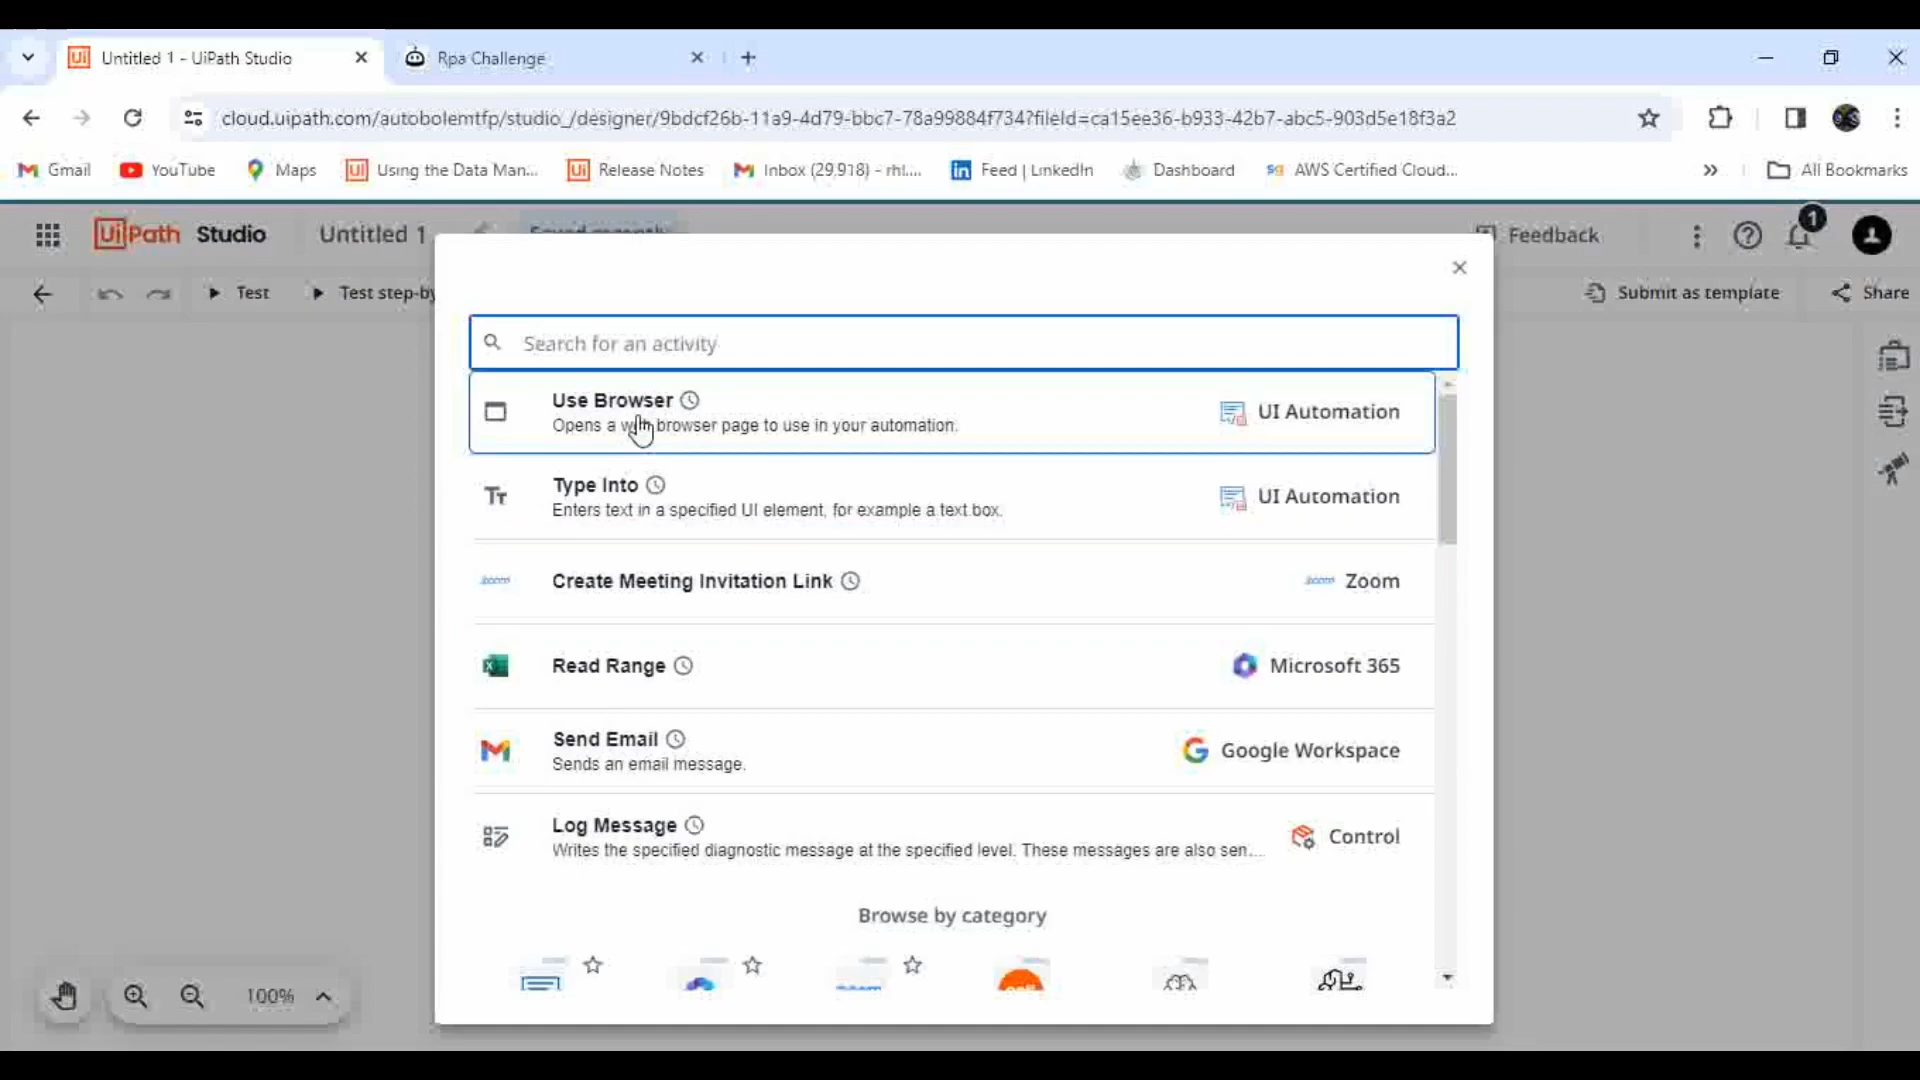 Untitled 1 - UiPath Studio
Rpa Challenge
cloud.uipath.com/autobolemtfp/studio_/designer/9bdcf26b-11a9-4d79-bbc7-78a99884f734?fileId=ca15ee36-b933-42b7-abc5-903d5e18f3a2
Gmail
YouTube
Maps
Using the Data Man...
Release Notes
Inbox (29,918) - rhl....
Feed | LinkedIn
Dashboard
AWS Certified Cloud...
All Bookmarks
UiPath Studio
Untitled 1
Feedback
1
Test
Test step-by
Submit as template
Share
Search for an activity
Use Browser
UI Automation
Opens a browser page to use in your automation.
Type Into
UI Automation
Enters text in a specified UI element, for example a text box.
zoom
Create Meeting Invitation Link
zoom Zoom
Read Range
Microsoft 365
Send Email
Google Workspace
Sends an email message.
Log Message
Control
Writes the specified diagnostic message at the specified level. These messages are also sen...
Browse by category
100%